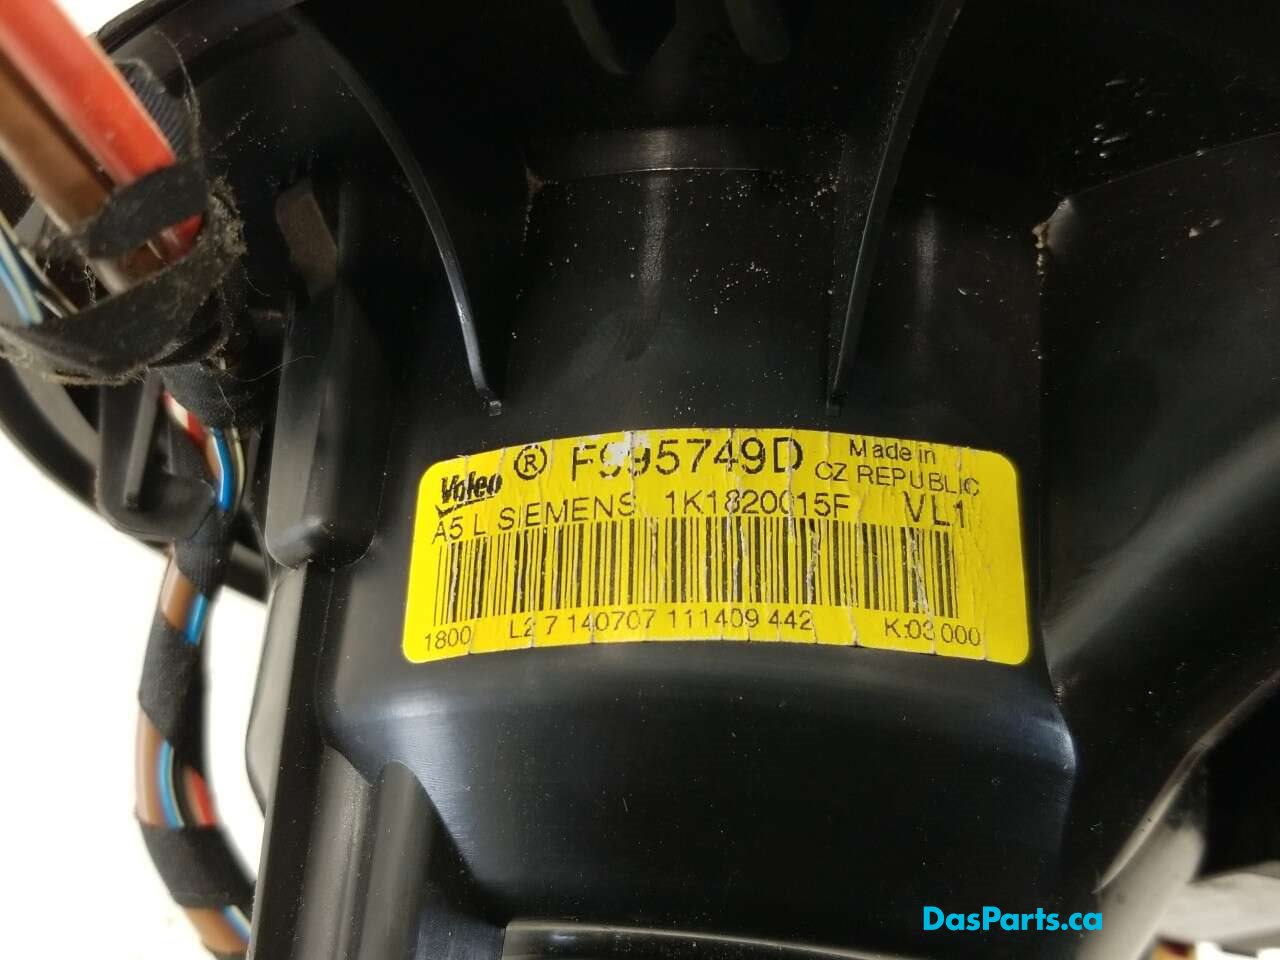 Valeo ® F995749D Made in
CZ REPUBLIC
A5 L SIEMENS 1K1820015F VL1
1800 L2 7 140707 111409 442 K:03 000
DasParts.ca